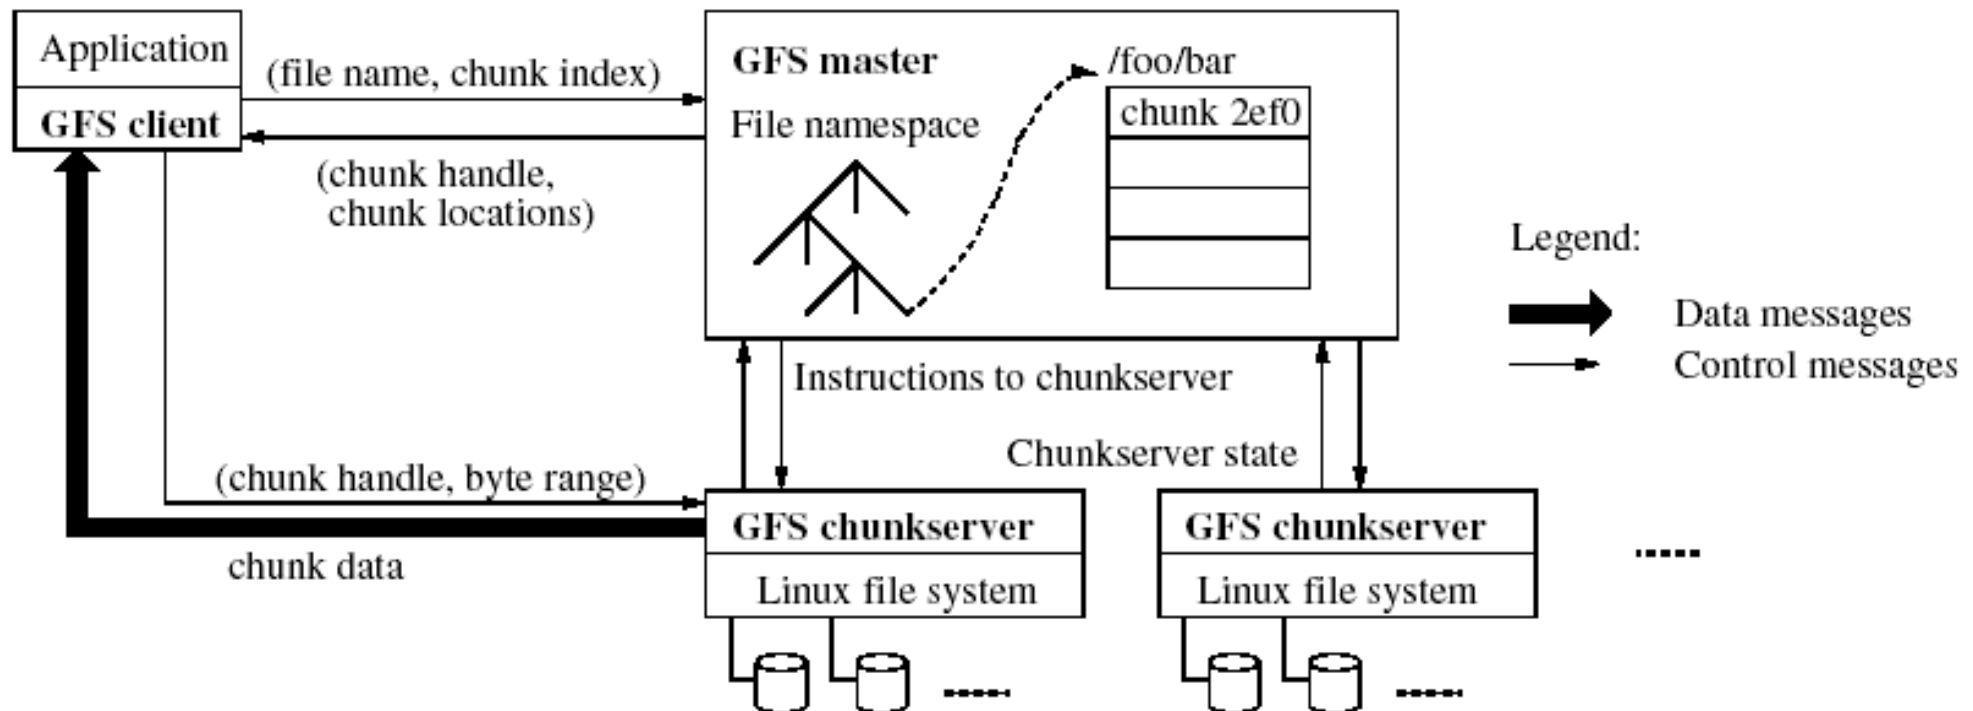 Application
GFS client
(file name, chunk index)
(chunk handle,
chunk locations)
GFS master
File namespace
/foo/bar
chunk 2ef0
Legend:
Data messages
Control messages
Instructions to chunkserver
Chunkserver state
(chunk handle, byte range)
chunk data
GFS chunkserver
Linux file system
GFS chunkserver
Linux file system